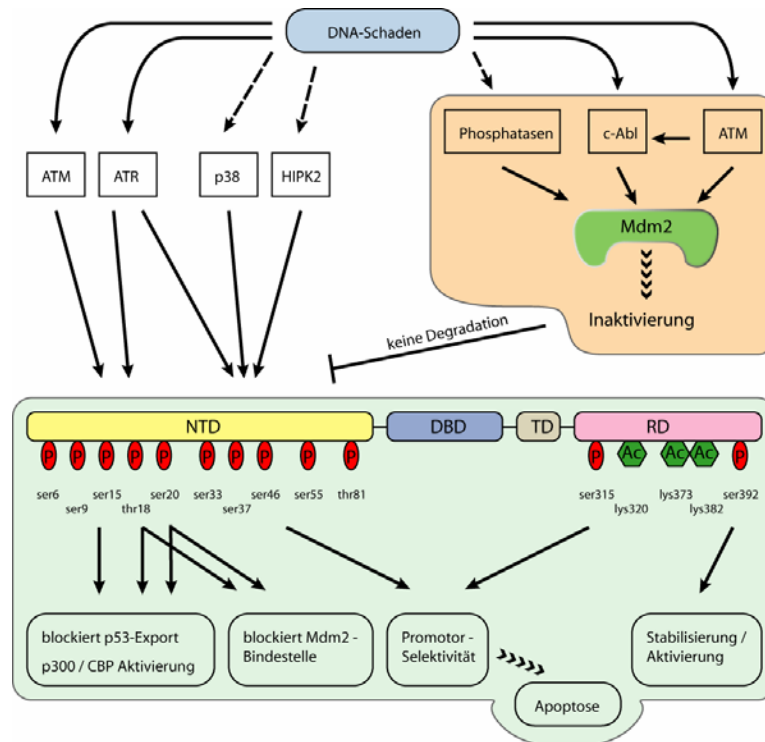 DNA-Schaden
Phosphatasen
c-Abl
ATM
ATM
ATR
p38
HIPK2
Mdm2
Inaktivierung
keine Degradation
NTD
DBD
TD
RD
P
P
P
P
P
P
P
P
P
P
P
Ac
Ac
Ac
P
ser6
ser9
ser15
thr18
ser20
ser33
ser37
ser46
ser55
thr81
ser315
lys320
lys373
lys382
ser392
blockiert p53-Export
p300 / CBP Aktivierung
blockiert Mdm2 -
Bindestelle
Promotor -
Selektivität
Stabilisierung /
Aktivierung
Apoptose